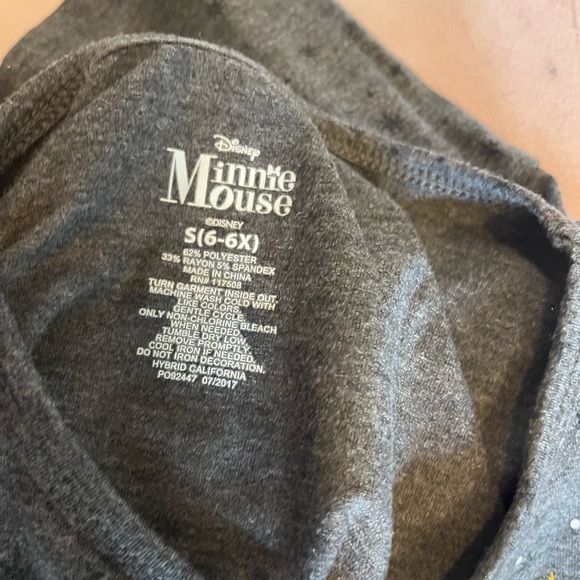 Disney
Minnie
Mouse
©DISNEY
S(6-6X)
62% POLYESTER
33% RAYON 5% SPANDEX
MADE IN CHINA
RN# 117508
TURN GARMENT INSIDE OUT.
MACHINE WASH COLD WITH
LIKE COLORS.
GENTLE CYCLE.
ONLY NON-CHLORINE BLEACH
WHEN NEEDED.
TUMBLE DRY LOW.
REMOVE PROMPTLY.
COOL IRON IF NEEDED.
DO NOT IRON DECORATION.
HYBRID CALIFORNIA
PO92447 07/2017